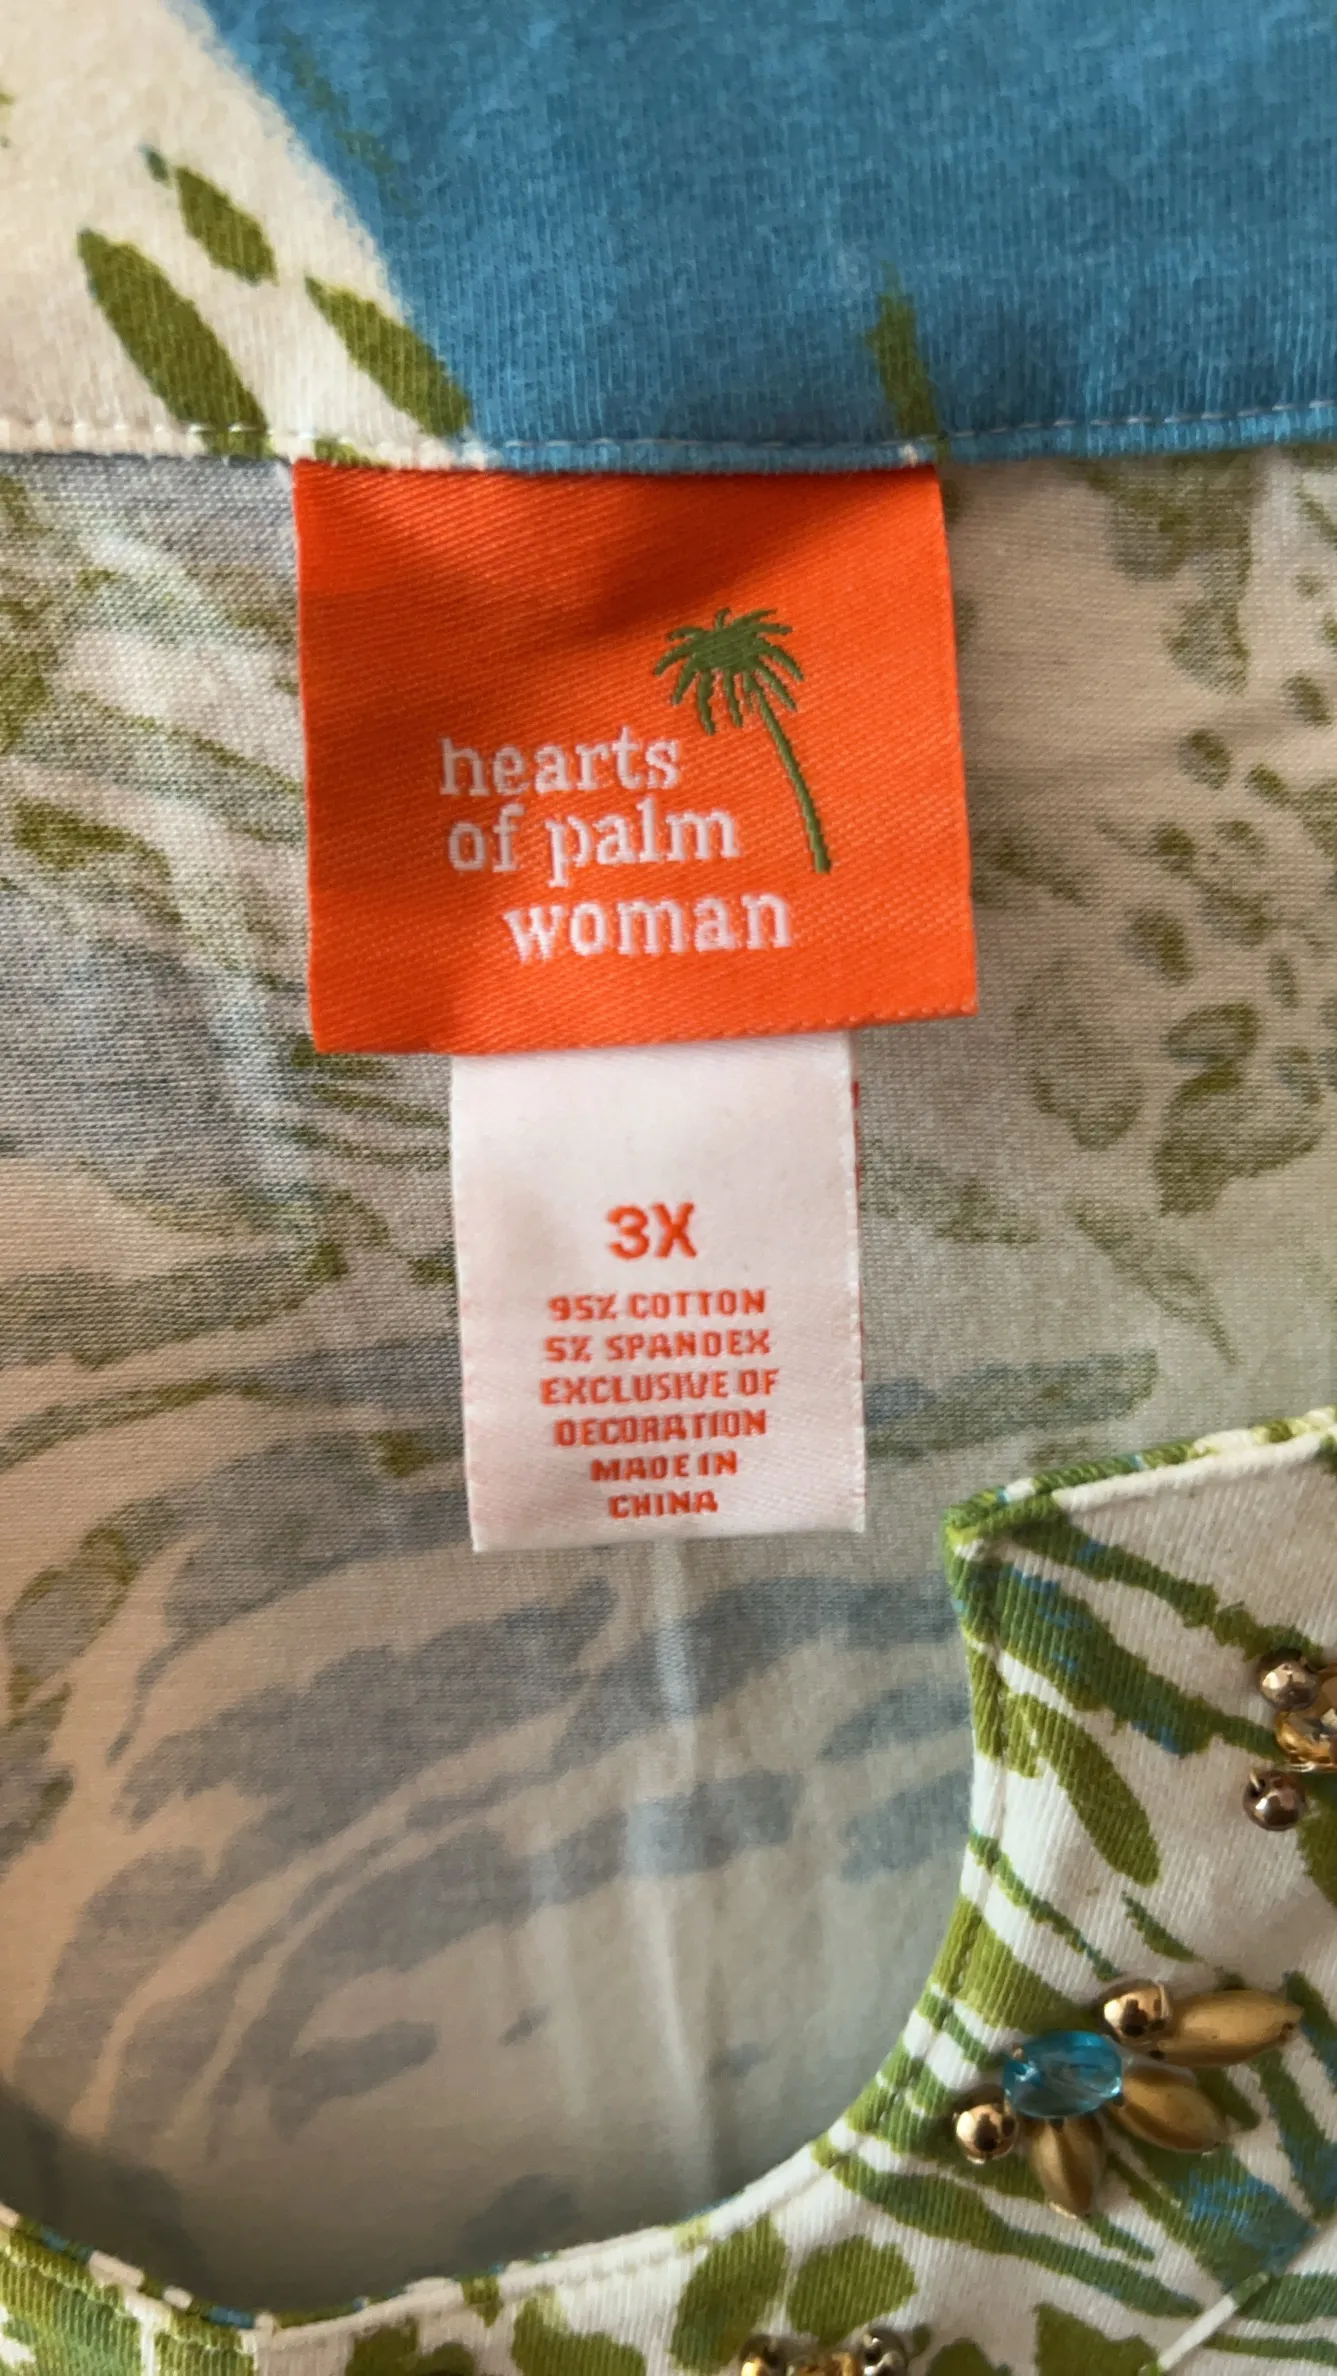 hearts
of palm
woman
3X
95% COTTON
5% SPANDEX
EXCLUSIVE OF
DECORATION
MADE IN
CHINA